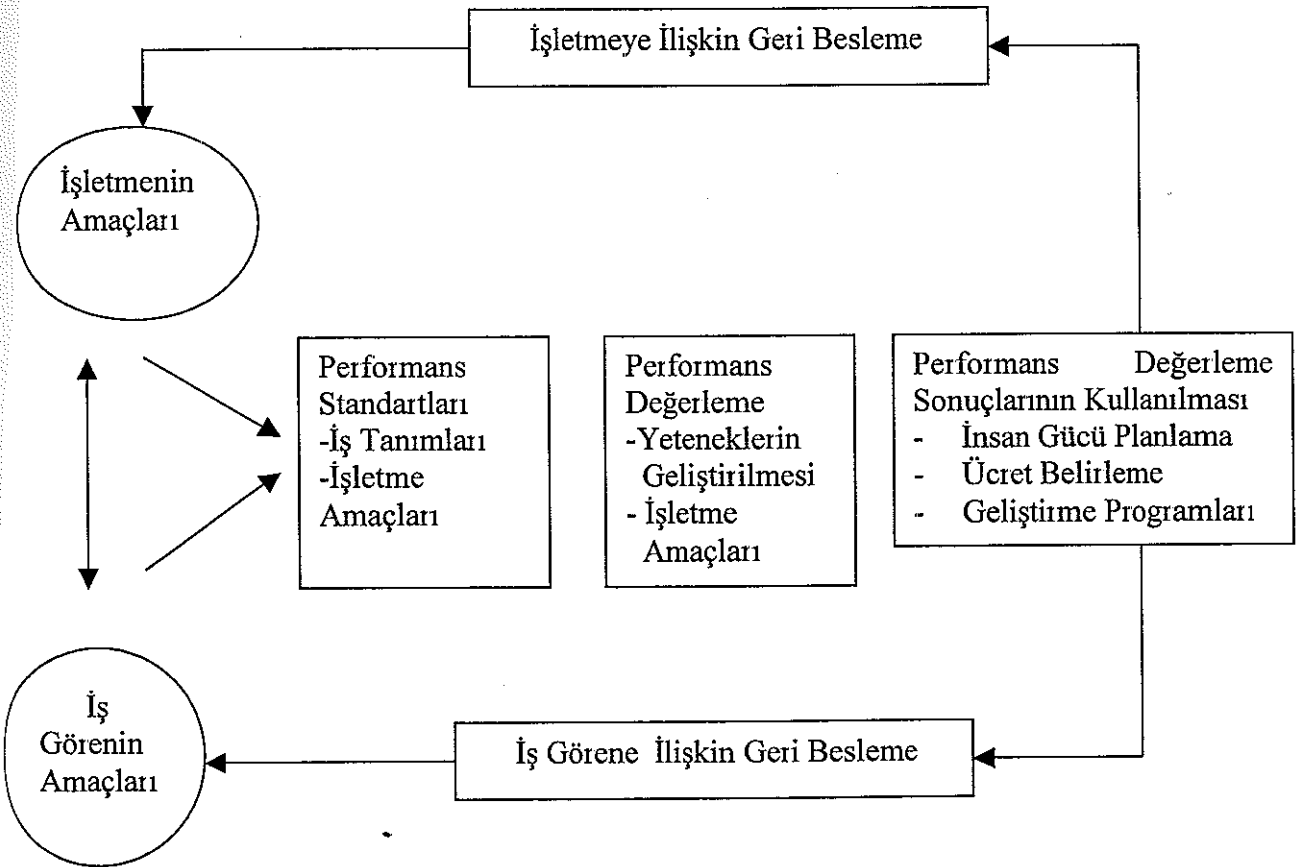 İşletmeye İlişkin Geri Besleme
İşletmenin
Amaçları
Performans
Standartları
-İş Tanımları
-İşletme
Amaçları
Performans
Değerleme
-Yeteneklerin
Geliştirilmesi
- İşletme
Amaçları
Performans Değerleme
Sonuçlarının Kullanılması
- İnsan Gücü Planlama
- Ücret Belirleme
- Geliştirme Programları
İş
Görenin
Amaçları
İş Görene İlişkin Geri Besleme